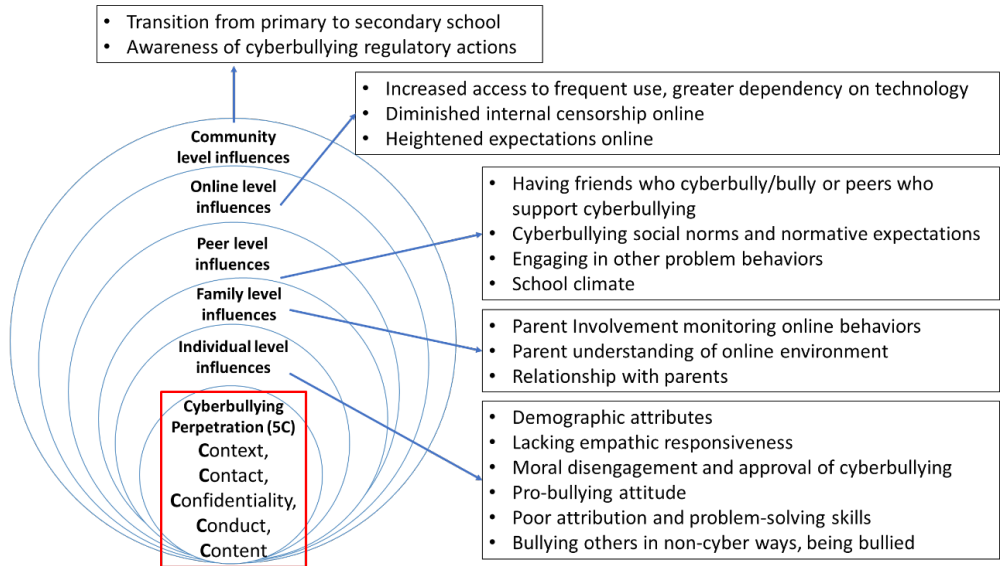 • Transition from primary to secondary school
• Awareness of cyberbullying regulatory actions
• Increased access to frequent use, greater dependency on technology
• Diminished internal censorship online
• Heightened expectations online
Community
level influences
Online level
influences
• Having friends who cyberbully/bully or peers who
support cyberbullying
• Cyberbullying social norms and normative expectations
• Engaging in other problem behaviors
• School climate
Peer level
influences
Family level
influences
• Parent Involvement monitoring online behaviors
• Parent understanding of online environment
• Relationship with parents
Individual level
influences
• Demographic attributes
• Lacking empathic responsiveness
• Moral disengagement and approval of cyberbullying
• Pro-bullying attitude
• Poor attribution and problem-solving skills
• Bullying others in non-cyber ways, being bullied
Cyberbullying
Perpetration (5C)
Context,
Contact,
Confidentiality,
Conduct,
Content